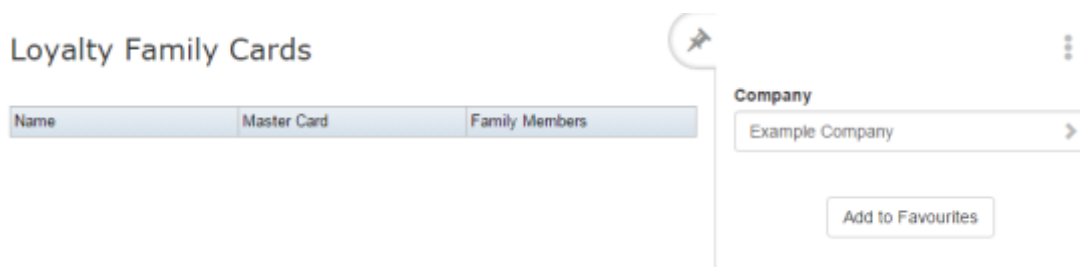 Loyalty Family Cards
Name Master Card Family Members
Company
Example Company
Add to Favourites